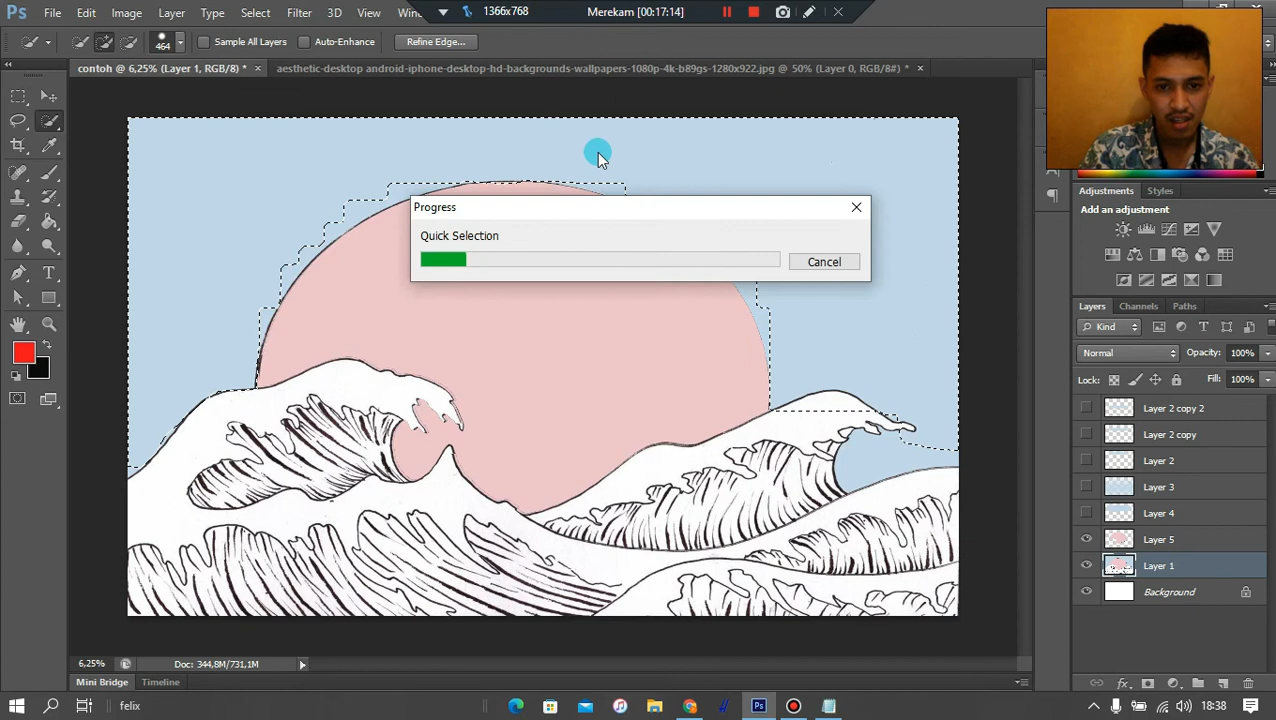 Ps File Edit Image Layer Type Select Filter 3D View Win
1366x768 Merekam [00:17:14]
464 Sample All Layers Auto-Enhance Refine Edge...
contoh @ 6,25% (Layer 1, RGB/8) * ×
aesthetic-desktop android-iphone-desktop-hd-backgrounds-wallpapers-1080p-4k-b89gs-1280x922.jpg @ 50% (Layer 0, RGB/8#) * ×
Progress
Quick Selection
Cancel
Adjustments Styles
Add an adjustment
Layers Channels Paths
Kind
Normal Opacity: 100%
Lock: Fill: 100%
Layer 2 copy 2
Layer 2 copy
Layer 2
Layer 3
Layer 4
Layer 5
Layer 1
Background
6,25% Doc: 344,8M/731,1M
Mini Bridge Timeline
felix
18:38